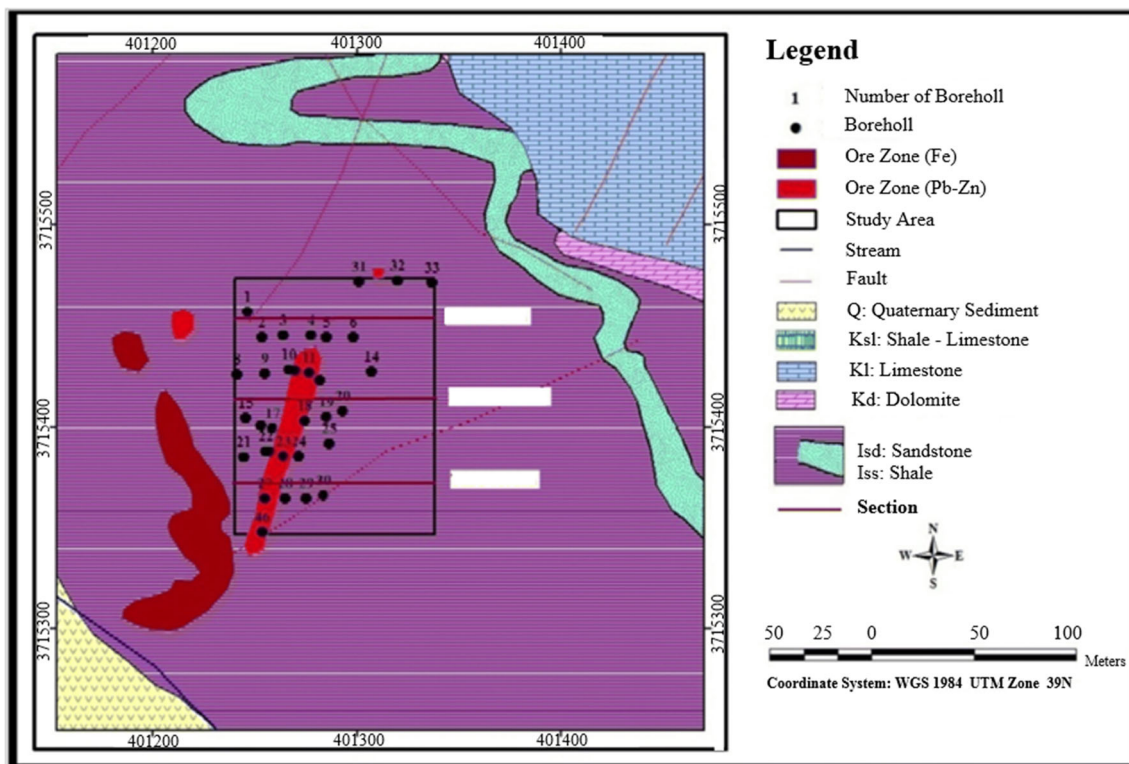 401200 401300 401400
3715500 3715500
3715400 3715400
3715300 3715300
31 32 33
1
2 3 4 5 6
8 9 10 11 14
15 17 18 19 20
21 22 23 24 25
27 28 29 30
46
401200 401300 401400
Legend
1 Number of Boreholl
Boreholl
Ore Zone (Fe)
Ore Zone (Pb-Zn)
Study Area
Stream
Fault
Q: Quaternary Sediment
Ksl: Shale - Limestone
Kl: Limestone
Kd: Dolomite
Isd: Sandstone
Iss: Shale
Section
N
W E
S
50 25 0 50 100
Meters
Coordinate System: WGS 1984 UTM Zone 39N